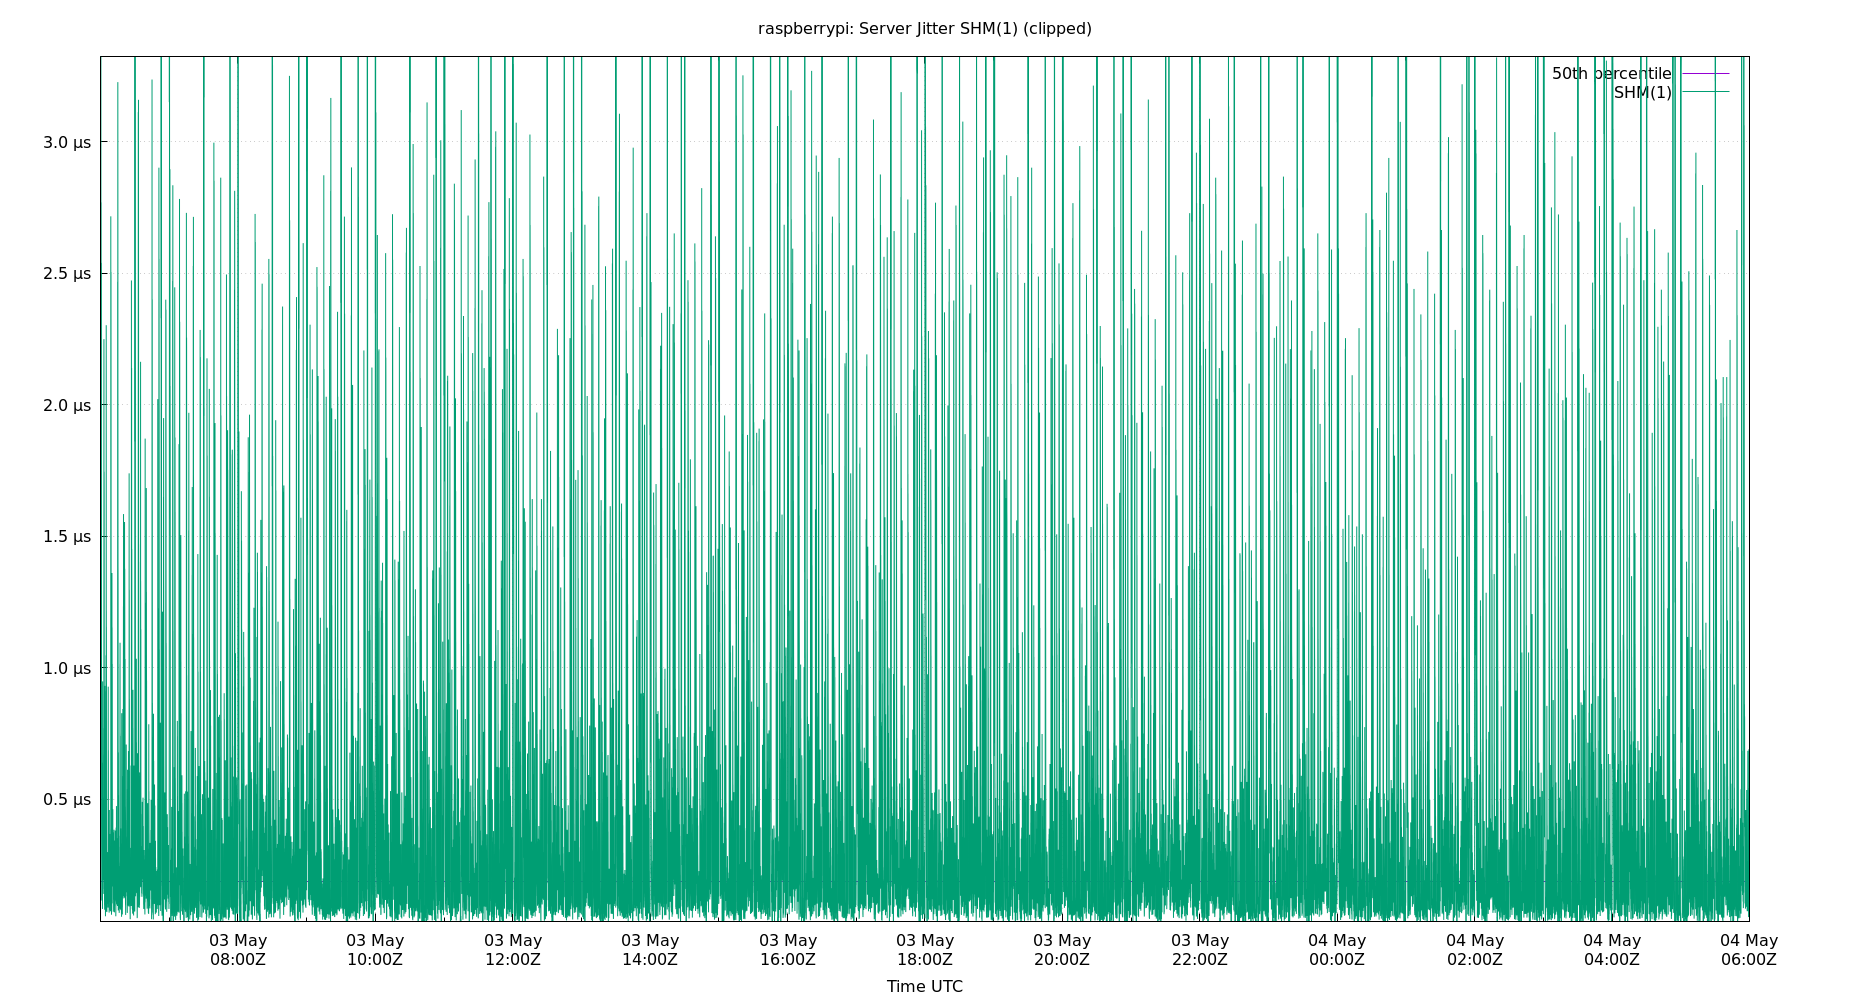 raspberrypi: Server Jitter SHM(1) (clipped)
50th percentile
SHM(1)
3.0 µs
2.5 µs
2.0 µs
1.5 µs
1.0 µs
0.5 µs
03 May 03 May 03 May 03 May 03 May 03 May 03 May 03 May 04 May 04 May 04 May 04 May
08:00Z 10:00Z 12:00Z 14:00Z 16:00Z 18:00Z 20:00Z 22:00Z 00:00Z 02:00Z 04:00Z 06:00Z
Time UTC